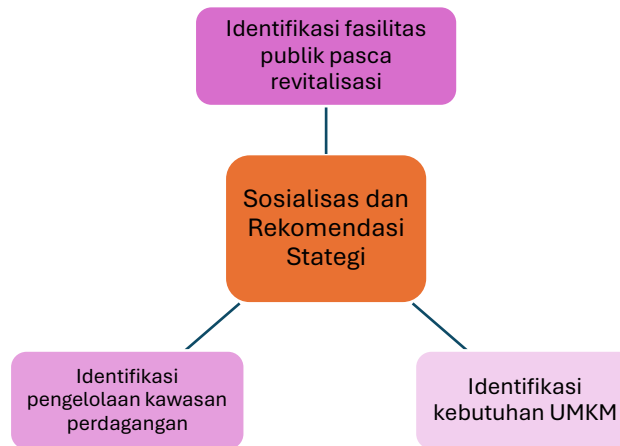 Identifikasi fasilitas
publik pasca
revitalisasi
Sosialisas dan
Rekomendasi
Stategi
Identifikasi
pengelolaan kawasan
perdagangan
Identifikasi
kebutuhan UMKM